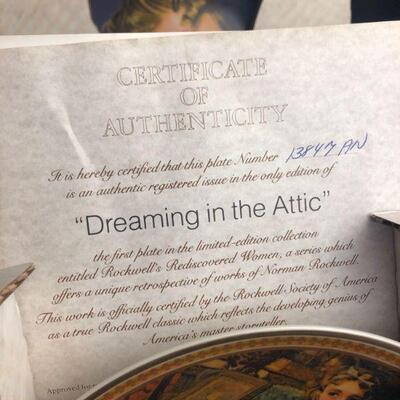 CERTIFICATE
OF
AUTHENTICITY
It is hereby certified that this plate Number 13847 AN
is an authentic registered issue in the only edition of
"Dreaming in the Attic"
the first plate in the limited-edition collection
entitled Rockwell's Rediscovered Women, a series which
offers a unique retrospective of works of Norman Rockwell.
This work is officially certified by the Rockwell Society of America
as a true Rockwell classic which reflects the developing genius of
America's master storyteller.
Approved for